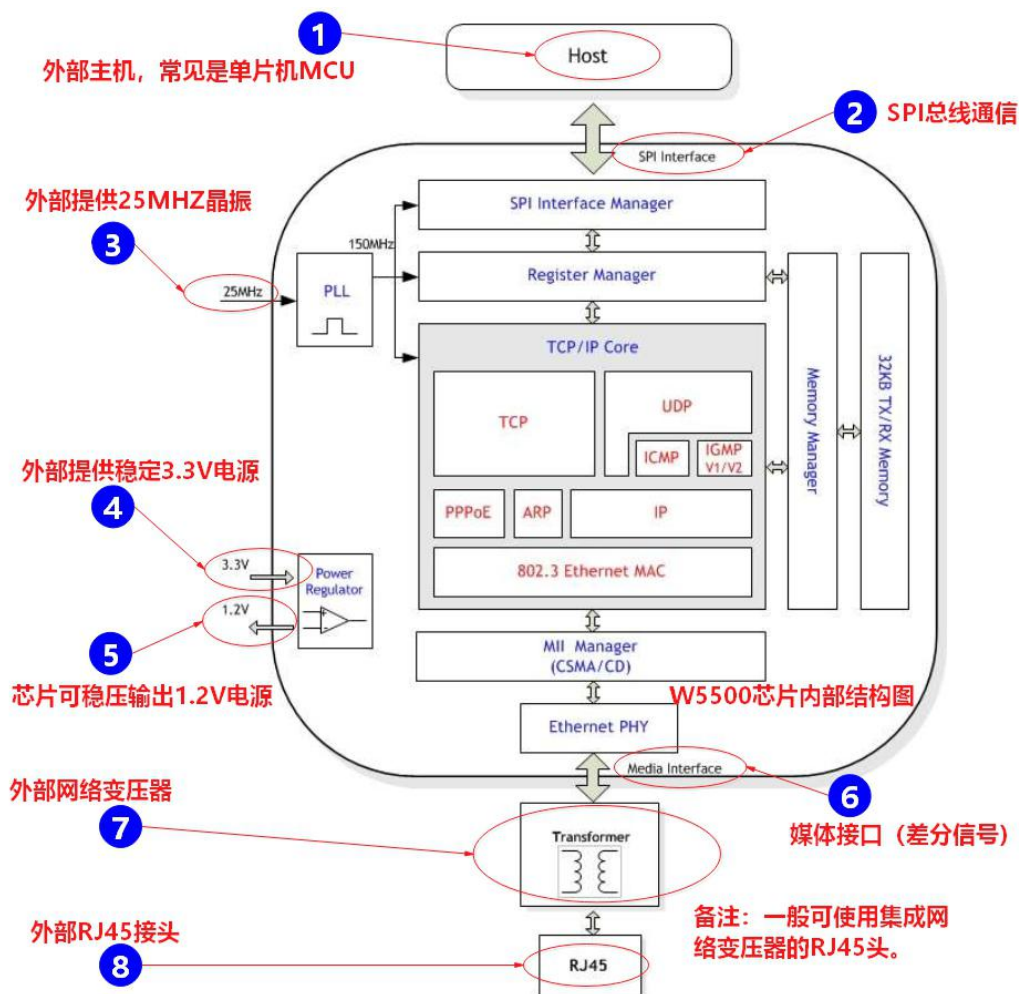 1
Host
外部主机，常见是单片机MCU
2
SPI总线通信
SPI Interface
外部提供25MHZ晶振
3
SPI Interface Manager
150MHz
25MHz
PLL
Register Manager
TCP/IP Core
TCP
UDP
ICMP
IGMP
V1/V2
PPPoE
ARP
IP
802.3 Ethernet MAC
Memory Manager
32KB TX/RX Memory
外部提供稳定3.3V电源
4
3.3V
1.2V
Power
Regulator
5
芯片可稳压输出1.2V电源
MII Manager
(CSMA/CD)
W5500芯片内部结构图
Ethernet PHY
Media Interface
6
媒体接口（差分信号）
外部网络变压器
7
Transformer
备注：一般可使用集成网
络变压器的RJ45头。
外部RJ45接头
8
RJ45